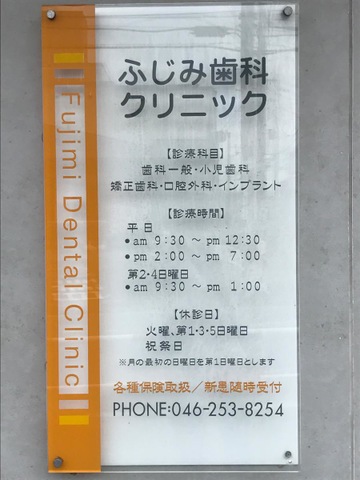 ふじみ歯科
クリニック
【診療科目】
歯科一般・小児歯科
矯正歯科・口腔外科・インプラント
【診療時間】
平日
●am 9:30 ～ pm 12:30
●pm 2:00 ～ pm 7:00
第2・4日曜日
●am 9:30 ～ pm 1:00
【休診日】
火曜、第1・3・5日曜日
祝祭日
※月の最初の日曜日を第1日曜日とします
各種保険取扱／新患随時受付
PHONE:046-253-8254
Fujimi Dental Clinic